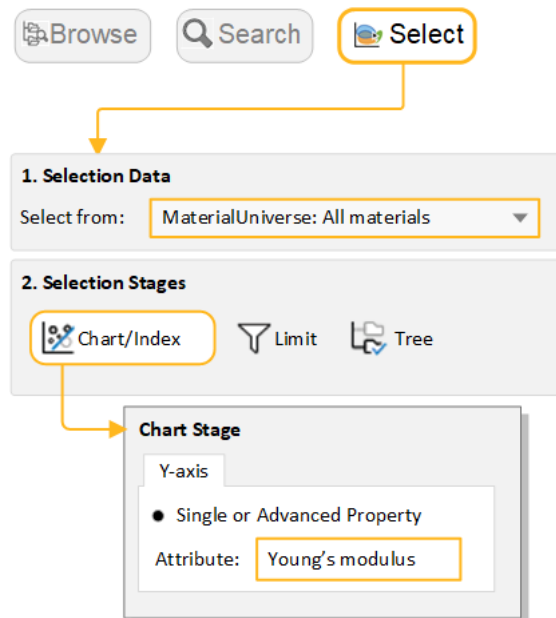 Browse Search Select
1. Selection Data
Select from: MaterialUniverse: All materials
2. Selection Stages
Chart/Index Limit Tree
Chart Stage
Y-axis
Single or Advanced Property
Attribute: Young's modulus